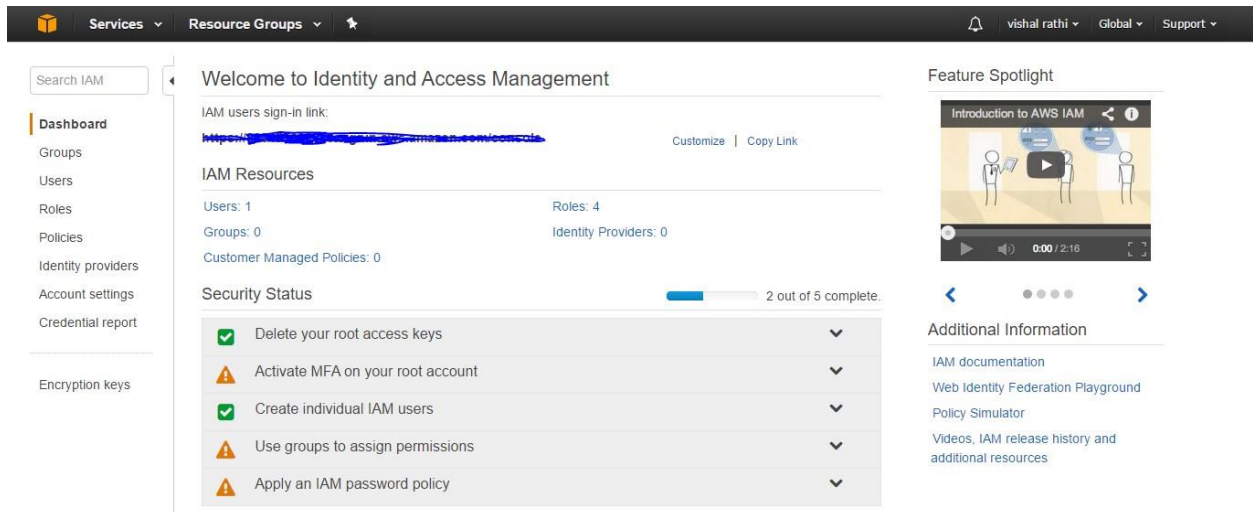 Services
Resource Groups
vishal rathi
Global
Support
Search IAM
Dashboard
Groups
Users
Roles
Policies
Identity providers
Account settings
Credential report
Encryption keys
Welcome to Identity and Access Management
IAM users sign-in link:
Customize | Copy Link
IAM Resources
Users: 1
Roles: 4
Groups: 0
Identity Providers: 0
Customer Managed Policies: 0
Security Status
2 out of 5 complete.
Delete your root access keys
Activate MFA on your root account
Create individual IAM users
Use groups to assign permissions
Apply an IAM password policy
Feature Spotlight
Introduction to AWS IAM
0:00 / 2:16
Additional Information
IAM documentation
Web Identity Federation Playground
Policy Simulator
Videos, IAM release history and
additional resources